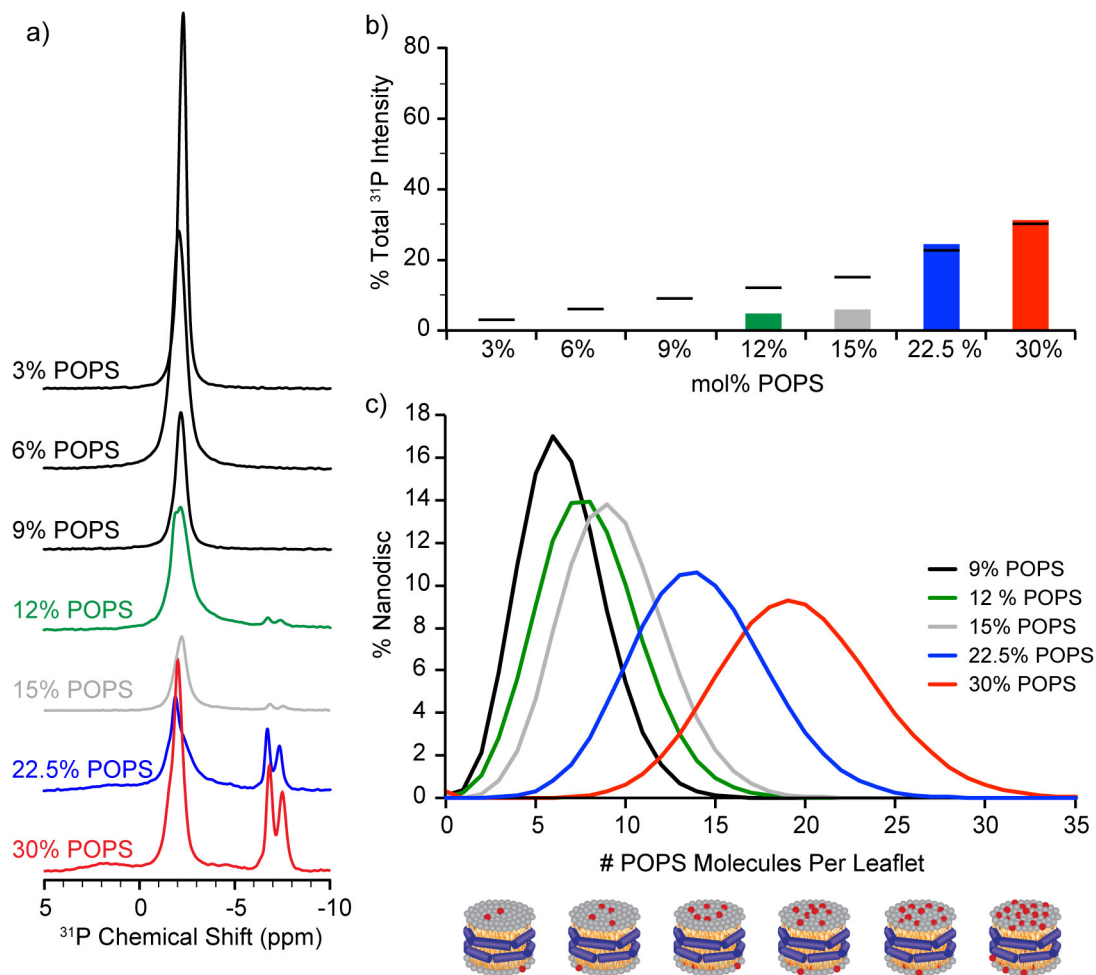 a)
3% POPS
6% POPS
9% POPS
12% POPS
15% POPS
22.5% POPS
30% POPS
5 0 -5 -10
³¹P Chemical Shift (ppm)
b)
% Total ³¹P Intensity
80
60
40
20
0
3% 6% 9% 12% 15% 22.5 % 30%
mol% POPS
c)
% Nanodisc
18
16
14
12
10
8
6
4
2
0
9% POPS
12 % POPS
15% POPS
22.5% POPS
30% POPS
0 5 10 15 20 25 30 35
# POPS Molecules Per Leaflet